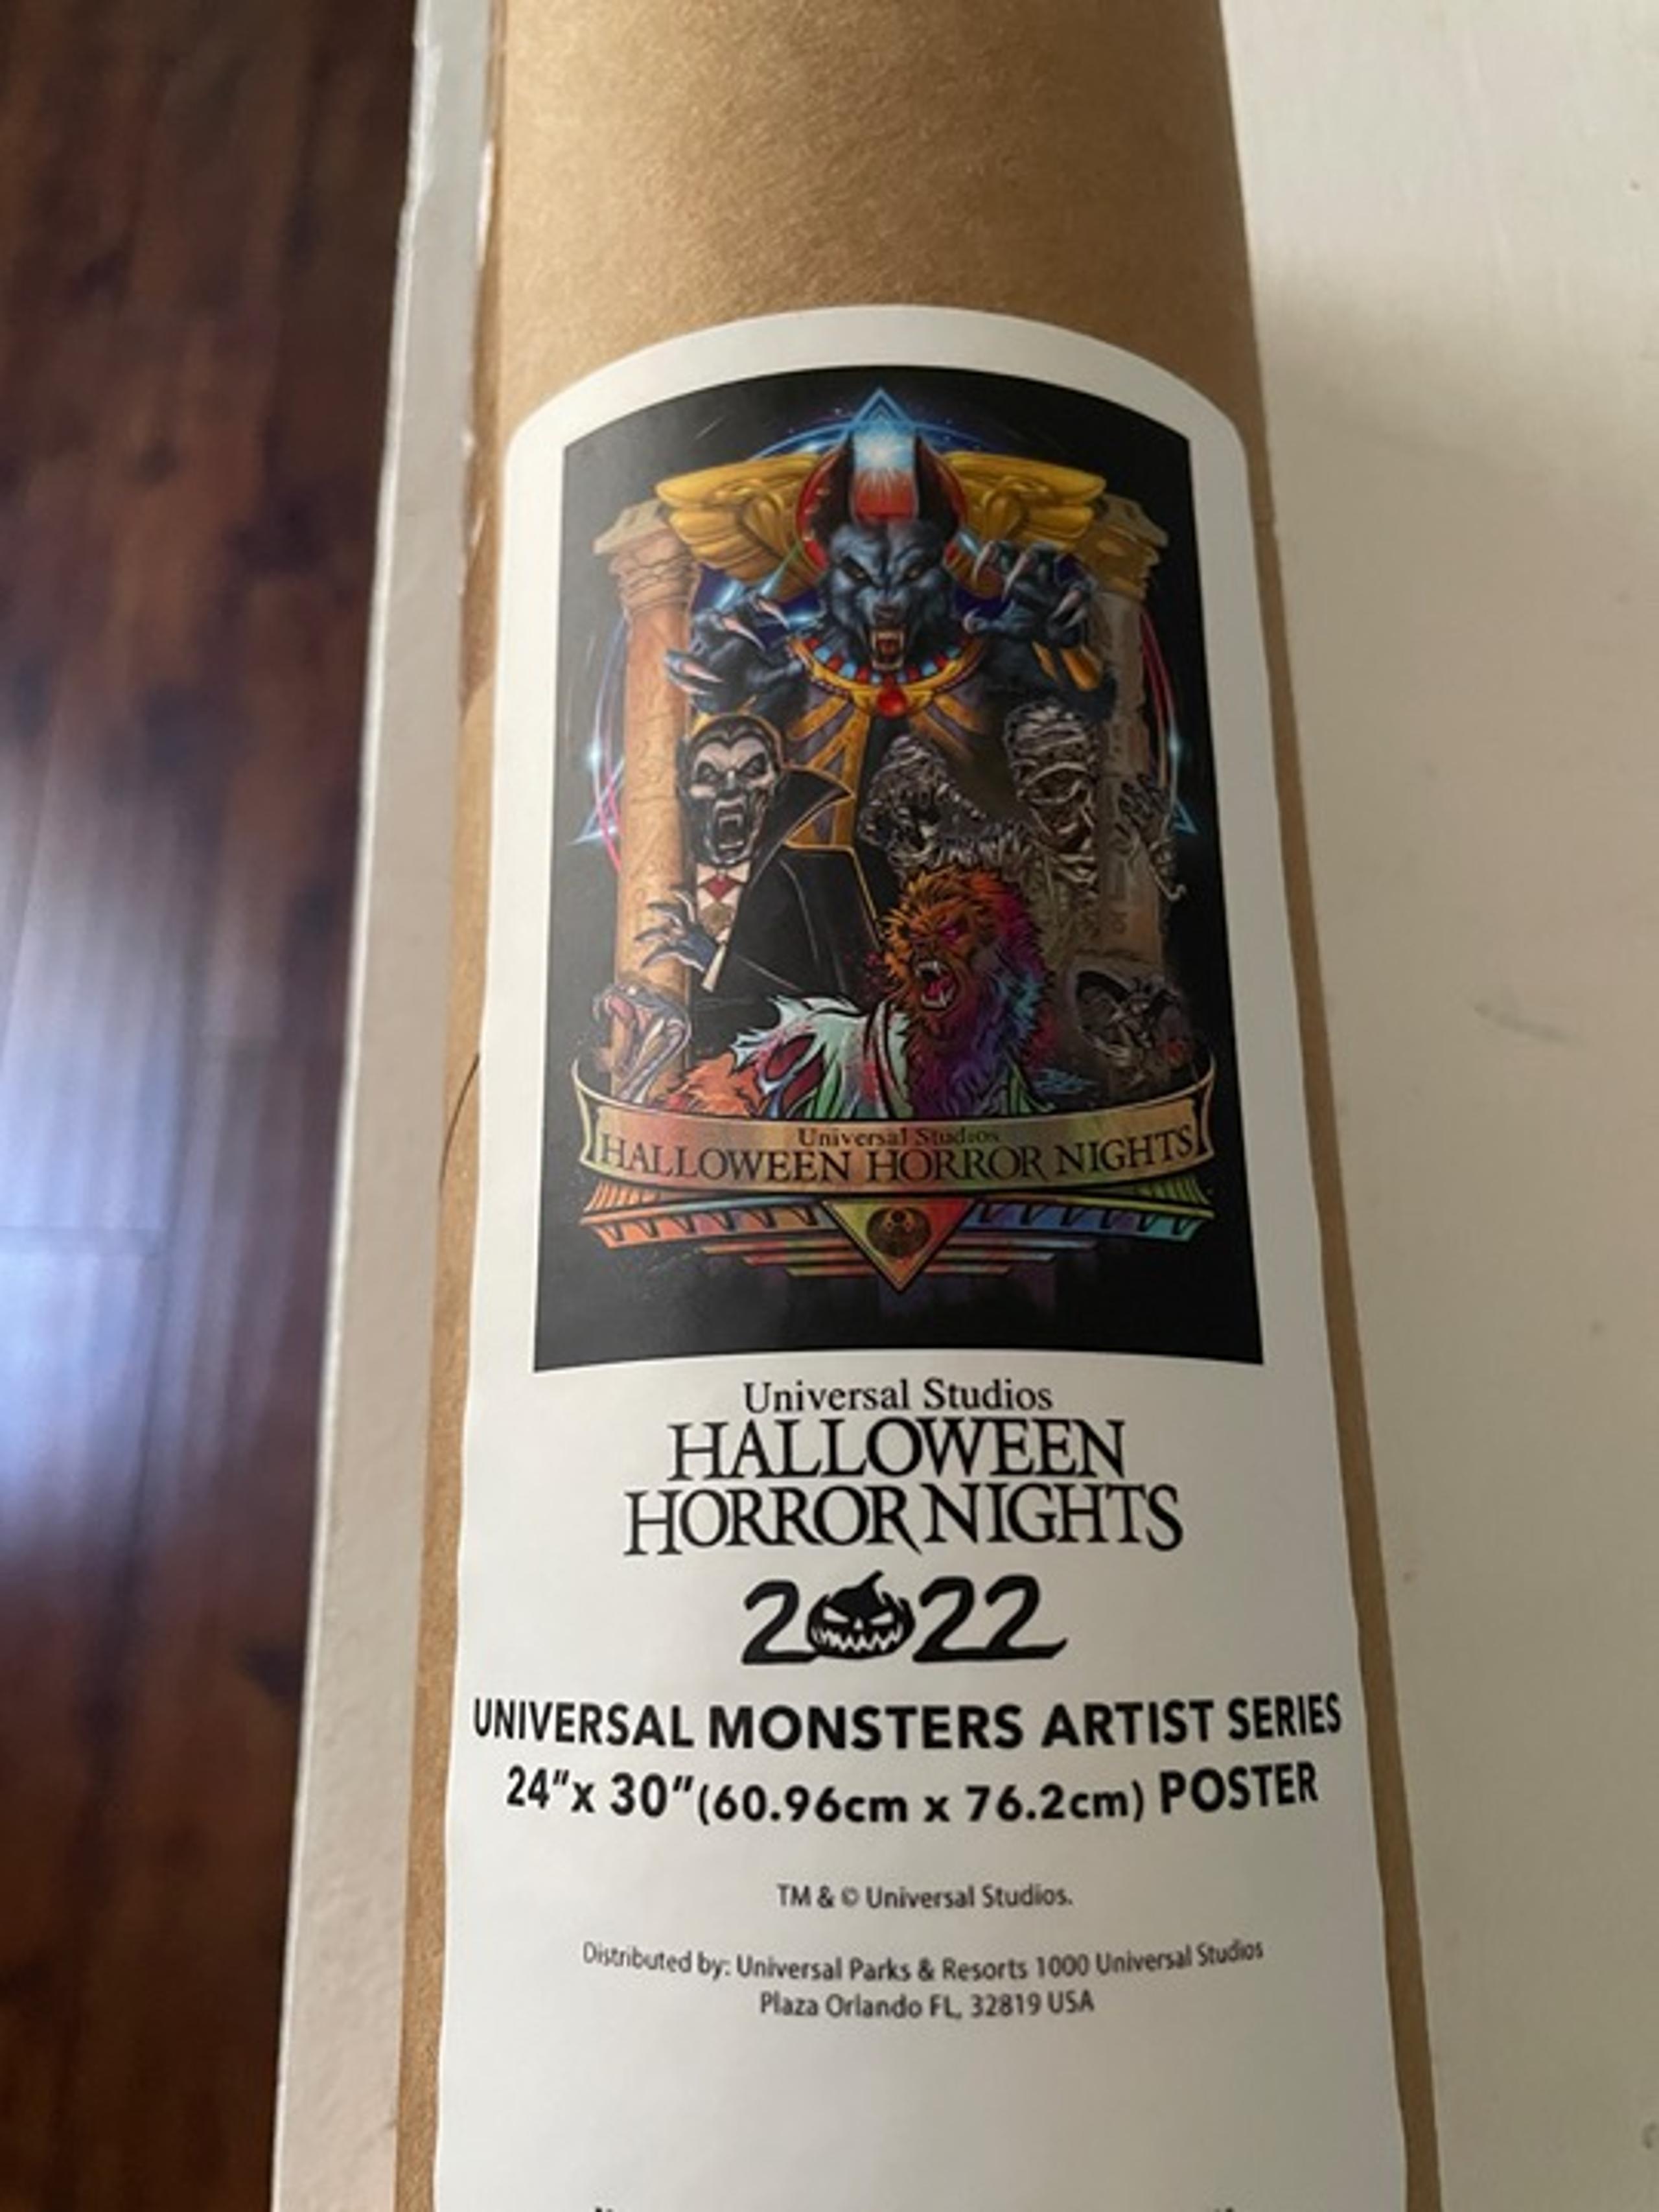 Universal Studios
HALLOWEEN HORROR NIGHTS
Universal Studios
HALLOWEEN
HORROR NIGHTS
2022
UNIVERSAL MONSTERS ARTIST SERIES
24"x 30"(60.96cm x 76.2cm) POSTER
TM & © Universal Studios.
Distributed by: Universal Parks & Resorts 1000 Universal Studios
Plaza Orlando FL, 32819 USA